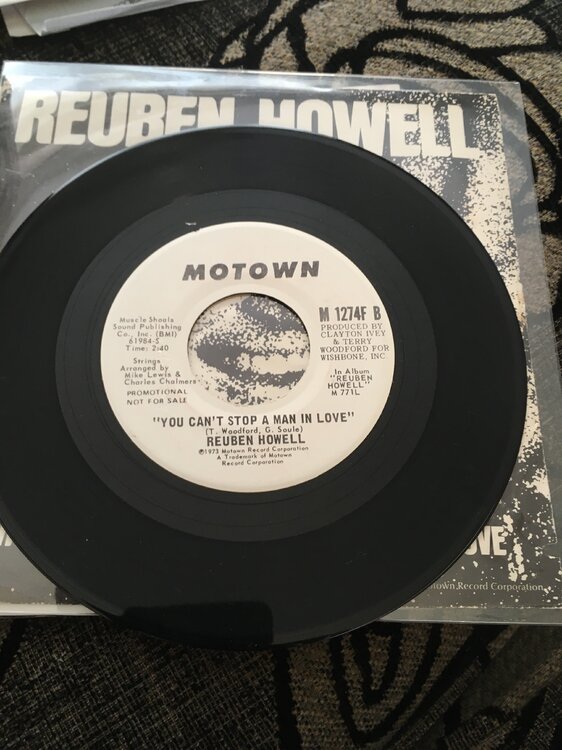 REUBEN HOWELL
MOTOWN
Muscle Shoals
Sound Publishing
Co., Inc. (BMI)
61984-S
Time: 2:40
Strings
Arranged by
Mike Lewis &
Charles Chalmers
PROMOTIONAL
NOT FOR SALE
M 1274F B
PRODUCED BY
CLAYTON IVEY
& TERRY
WOODFORD FOR
WISHBONE, INC
In Album
"REUBEN
HOWELL"
M 771L
"YOU CAN'T STOP A MAN IN LOVE"
(T. Woodford, G. Soule)
REUBEN HOWELL
℗1973 Motown Record Corporation
A Trademark of Motown
Record Corporation
OVE
Motown Record Corporation